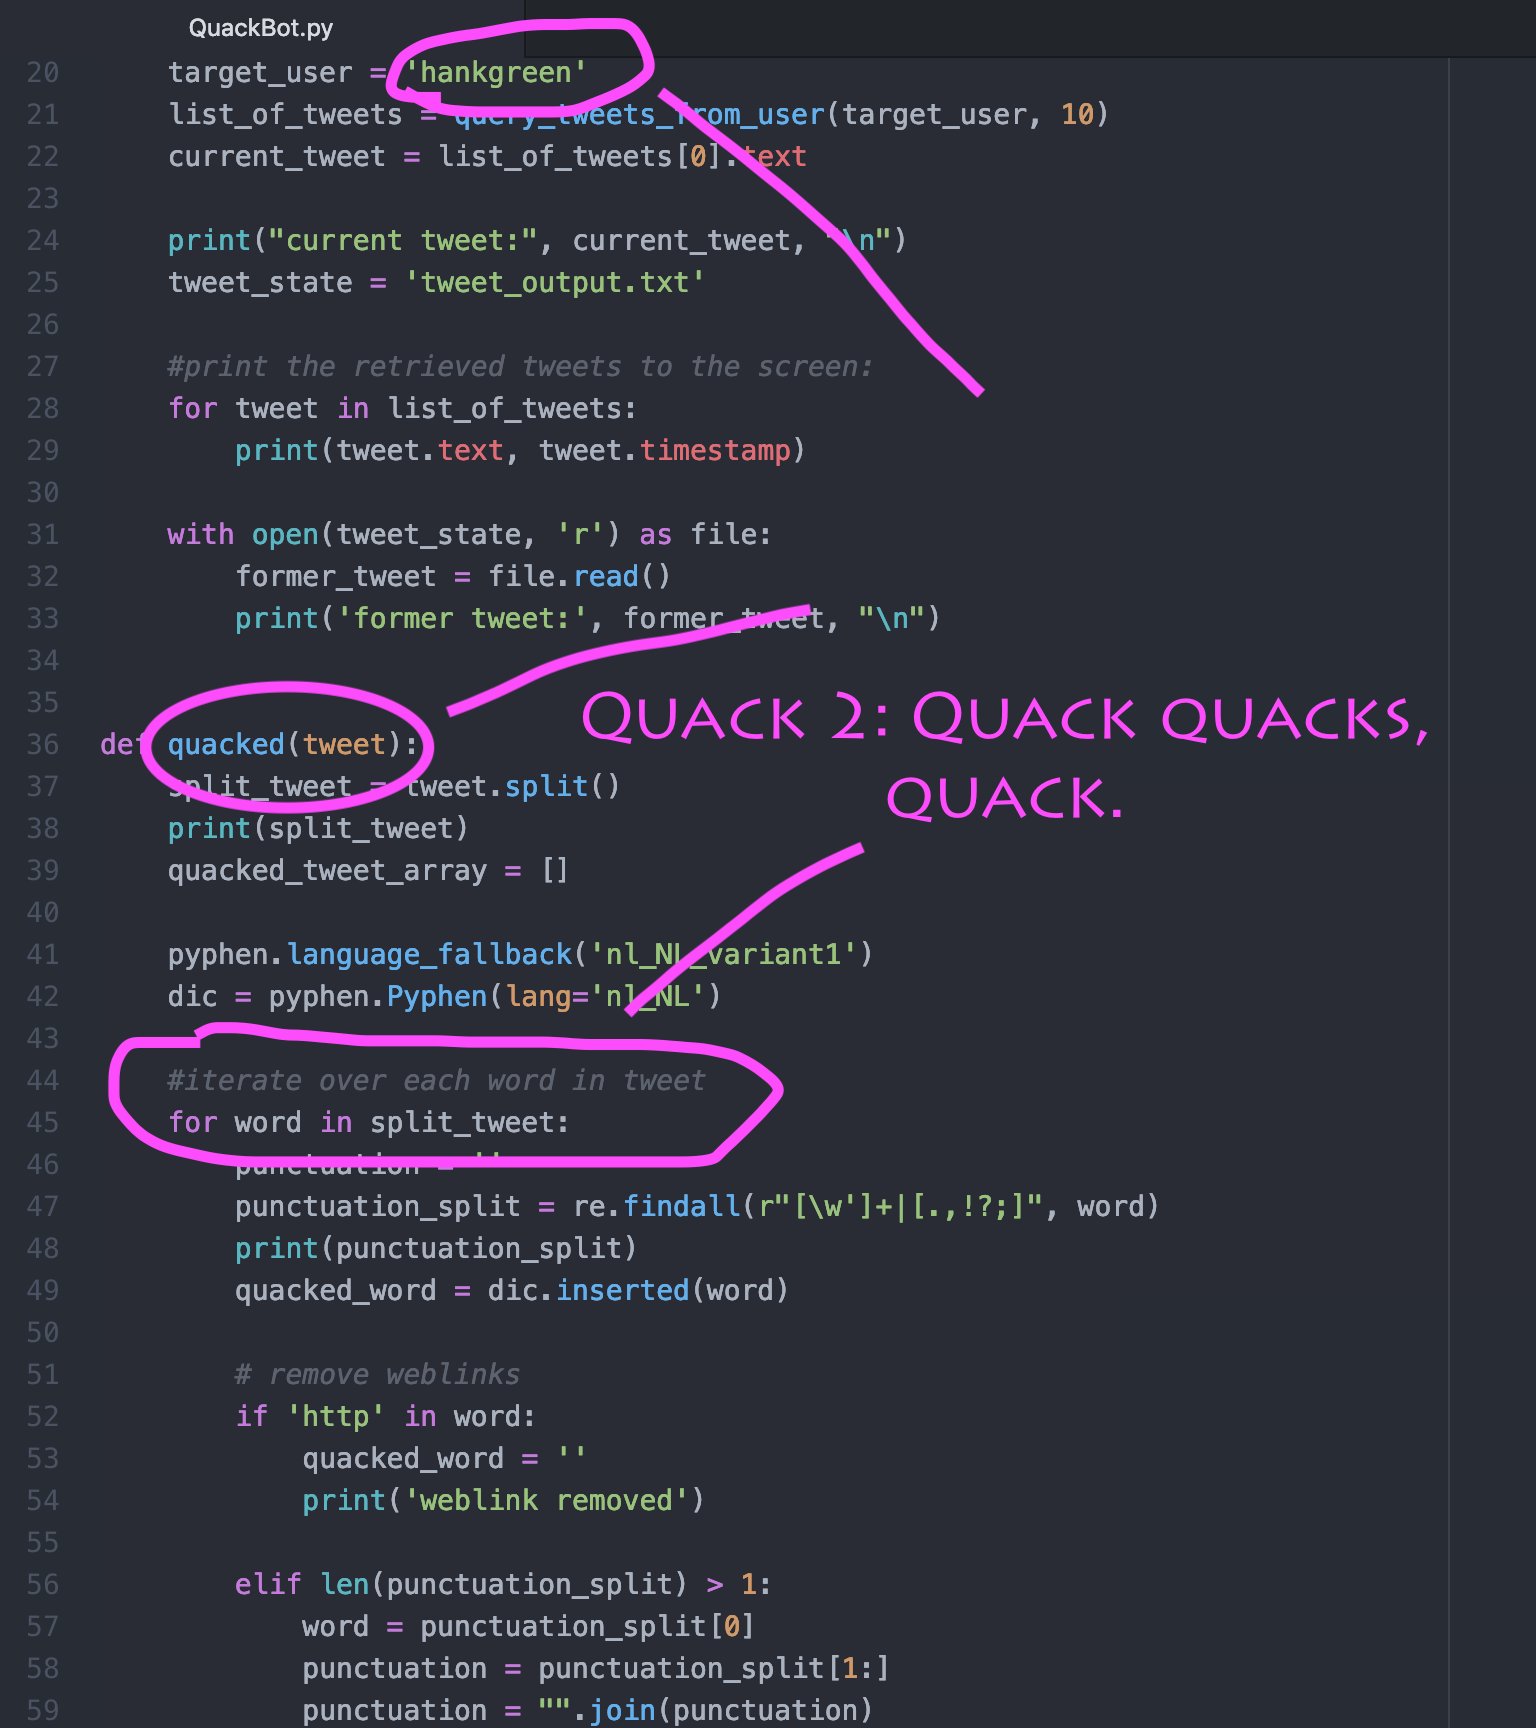 QuackBot.py
20 target_user = 'hankgreen'
21 list_of_tweets = query_tweets_from_user(target_user, 10)
22 current_tweet = list_of_tweets[0].text
23
24 print("current tweet:", current_tweet, "\n")
25 tweet_state = 'tweet_output.txt'
26
27 #print the retrieved tweets to the screen:
28 for tweet in list_of_tweets:
29 print(tweet.text, tweet.timestamp)
30
31 with open(tweet_state, 'r') as file:
32 former_tweet = file.read()
33 print('former tweet:', former_tweet, "\n")
34
35
QUACK 2: QUACK QUACKS,
QUACK.
36 def quacked(tweet):
37 split_tweet = tweet.split()
38 print(split_tweet)
39 quacked_tweet_array = []
40
41 pyphen.language_fallback('nl_NL_variant1')
42 dic = pyphen.Pyphen(lang='nl_NL')
43
44 #iterate over each word in tweet
45 for word in split_tweet:
46 punctuation = ''
47 punctuation_split = re.findall(r"[\w']+|[.,!?;]", word)
48 print(punctuation_split)
49 quacked_word = dic.inserted(word)
50
51 # remove weblinks
52 if 'http' in word:
53 quacked_word = ''
54 print('weblink removed')
55
56 elif len(punctuation_split) > 1:
57 word = punctuation_split[0]
58 punctuation = punctuation_split[1:]
59 punctuation = "".join(punctuation)